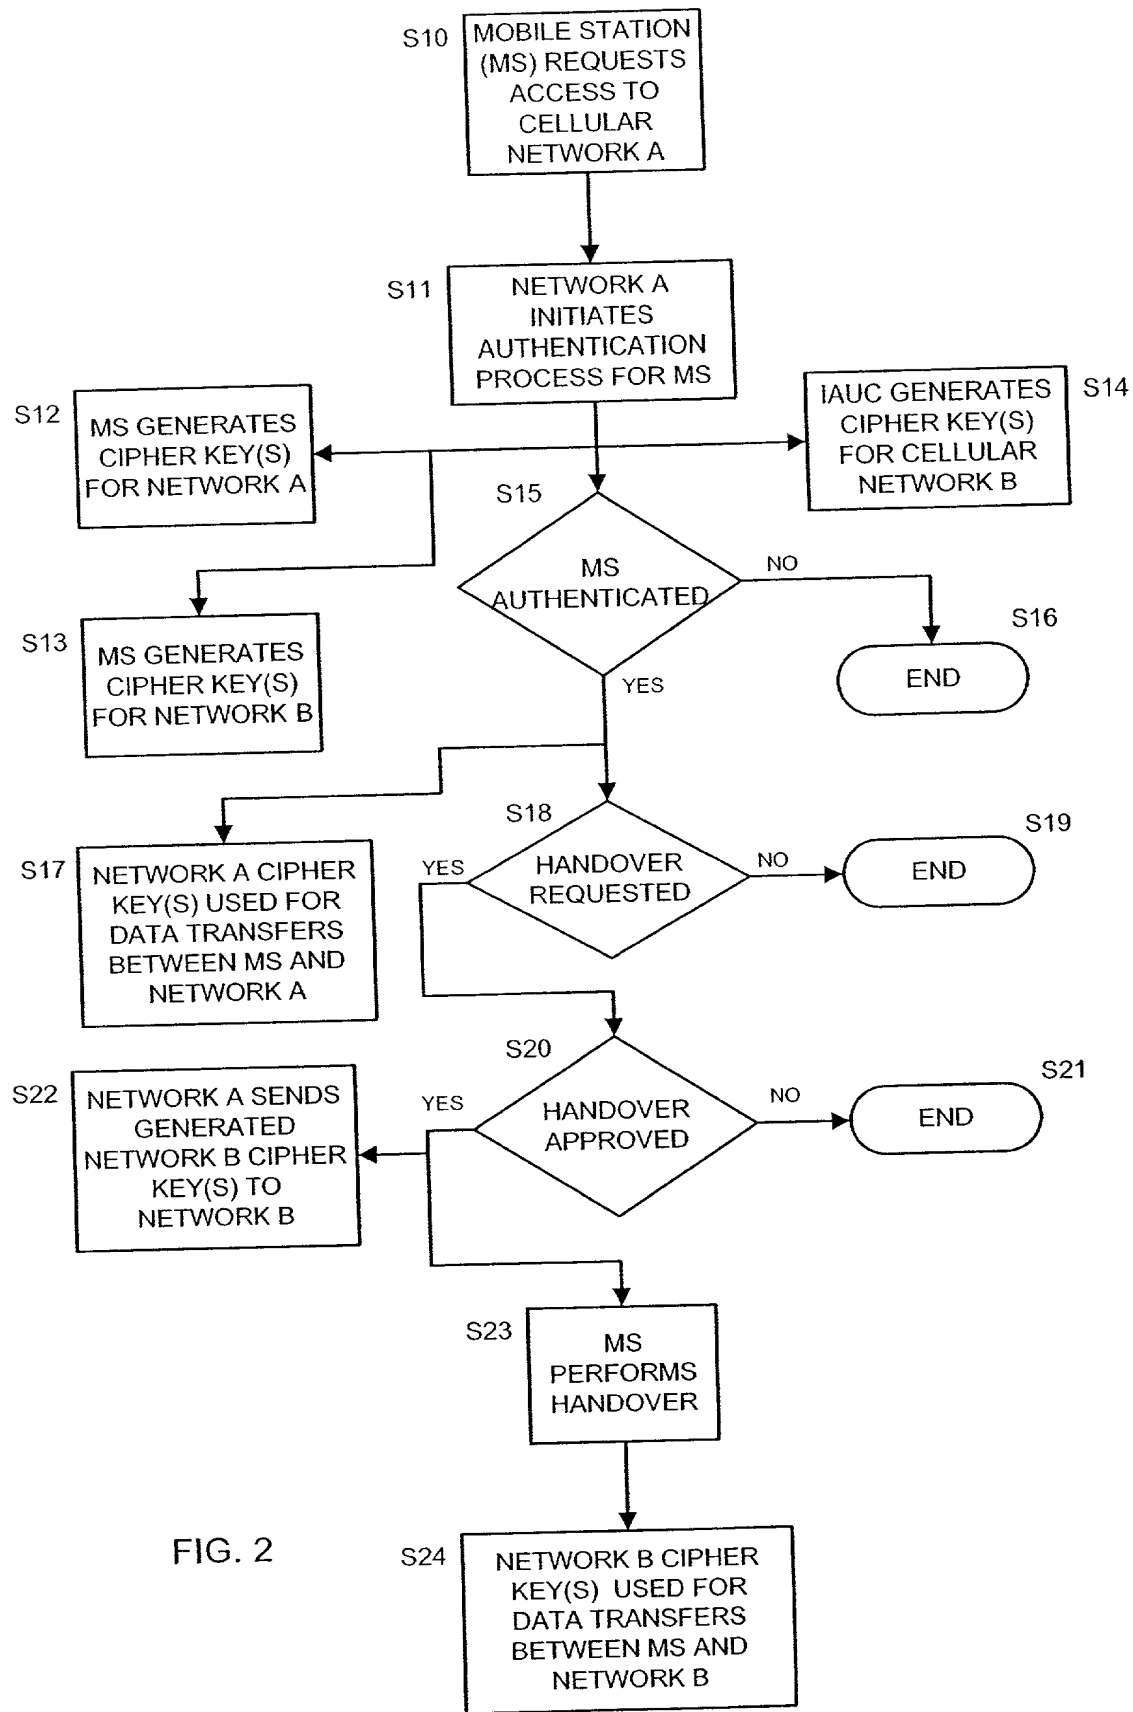 S10
MOBILE STATION
(MS) REQUESTS
ACCESS TO
CELLULAR
NETWORK A
S11
NETWORK A
INITIATES
AUTHENTICATION
PROCESS FOR MS
S12
MS GENERATES
CIPHER KEY(S)
FOR NETWORK A
IAUC GENERATES
CIPHER KEY(S)
FOR CELLULAR
NETWORK B
S14
S15
MS
AUTHENTICATED
NO
YES
S13
MS GENERATES
CIPHER KEY(S)
FOR NETWORK B
S16
END
S17
NETWORK A CIPHER
KEY(S) USED FOR
DATA TRANSFERS
BETWEEN MS AND
NETWORK A
S18
YES
HANDOVER
REQUESTED
NO
S19
END
S20
YES
HANDOVER
APPROVED
NO
S21
END
S22
NETWORK A SENDS
GENERATED
NETWORK B CIPHER
KEY(S) TO
NETWORK B
S23
MS
PERFORMS
HANDOVER
FIG. 2
S24
NETWORK B CIPHER
KEY(S) USED FOR
DATA TRANSFERS
BETWEEN MS AND
NETWORK B